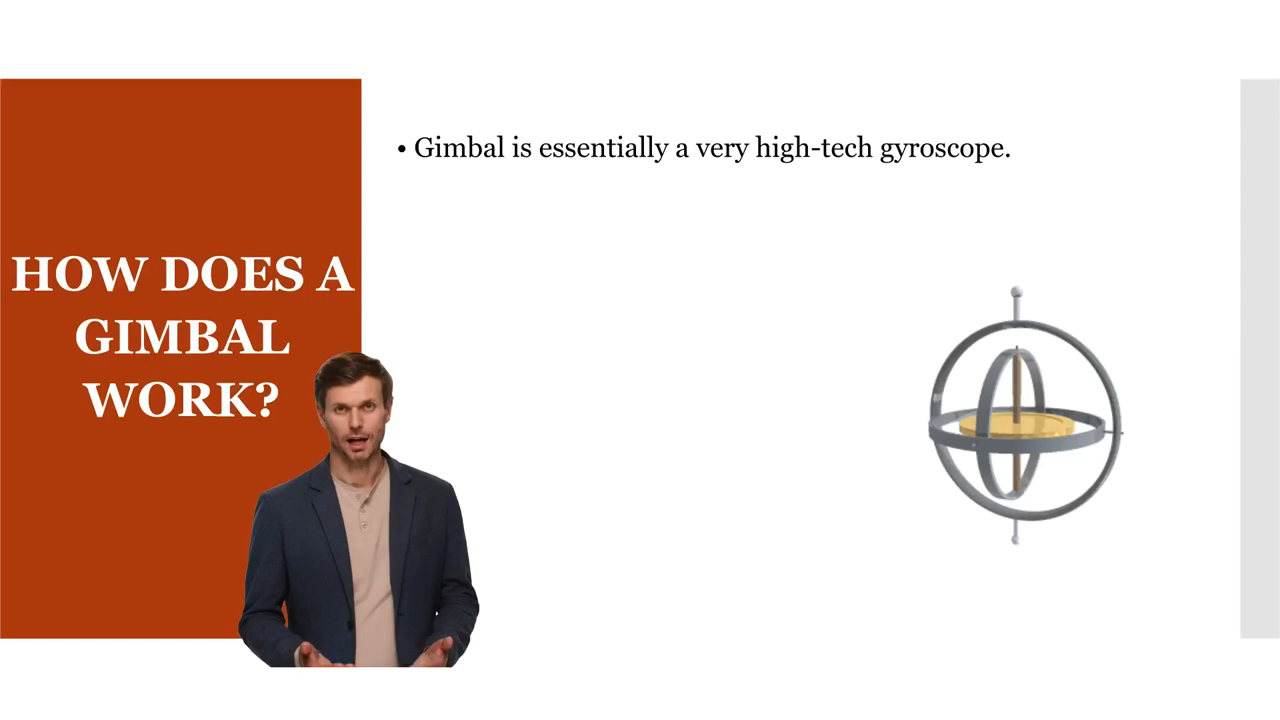 HOW DOES A
GIMBAL
WORK?
• Gimbal is essentially a very high-tech gyroscope.